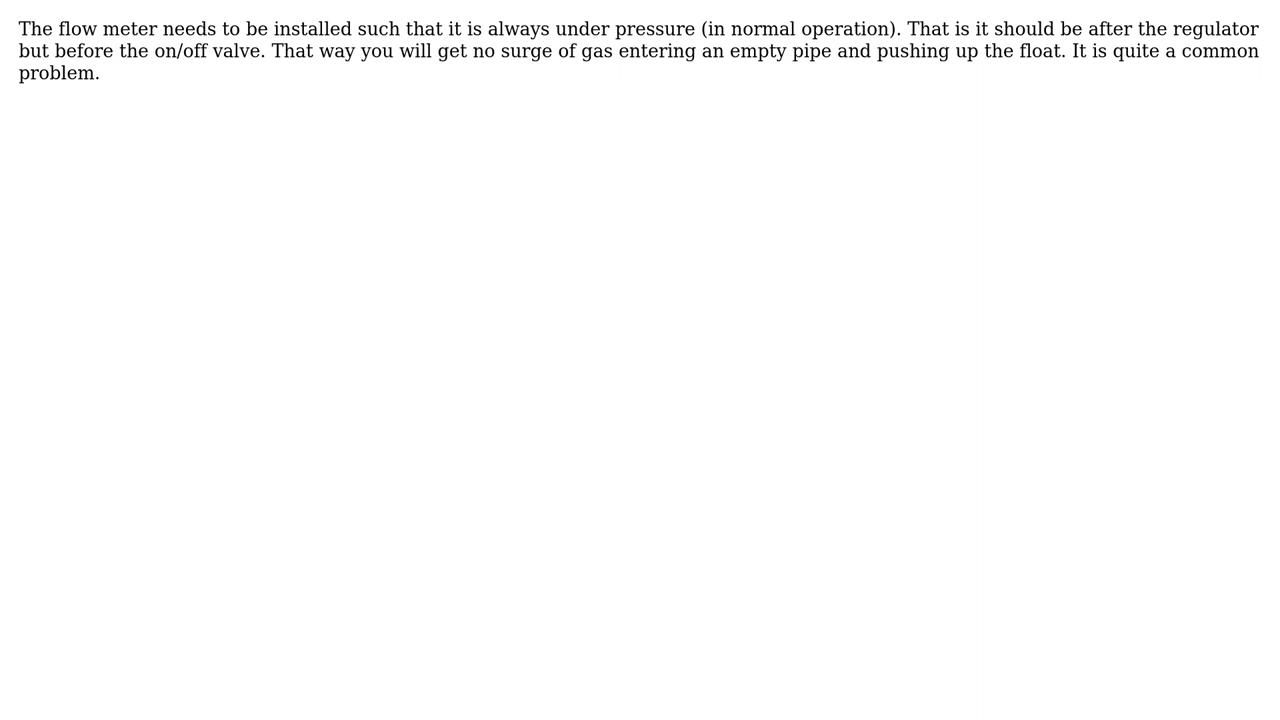 The flow meter needs to be installed such that it is always under pressure (in normal operation). That is it should be after the regulator
but before the on/off valve. That way you will get no surge of gas entering an empty pipe and pushing up the float. It is quite a common
problem.